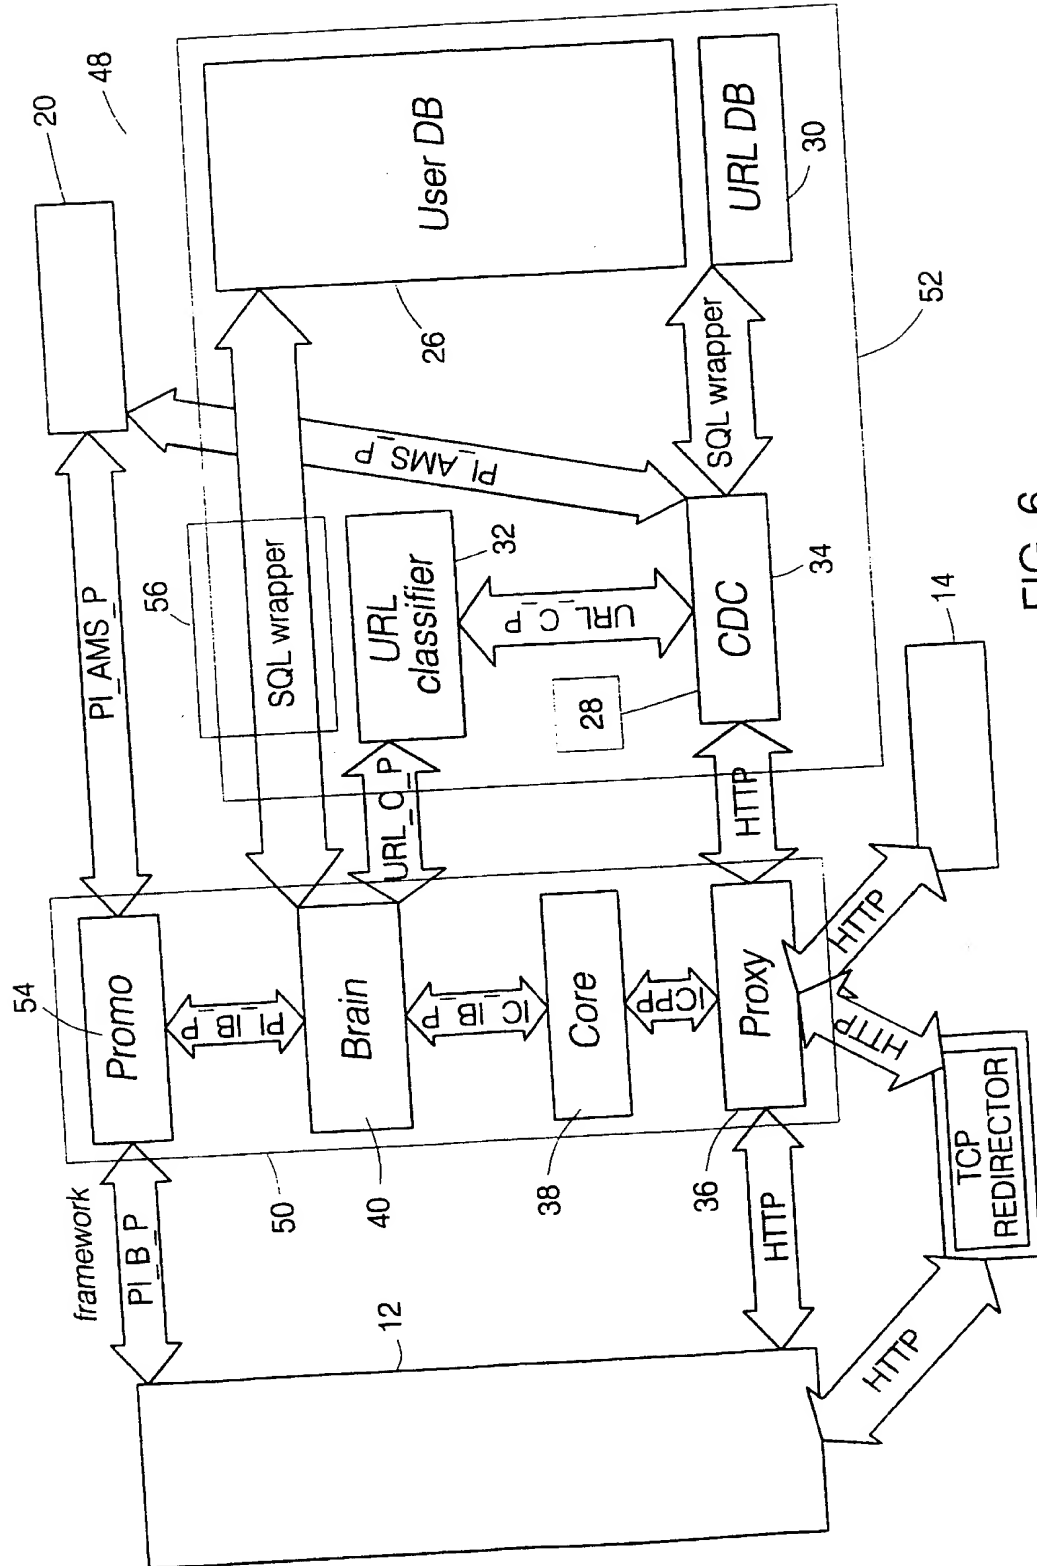 framework
PI_B_P
12
HTTP
HTTP
54
Promo
PI_IB_P
50
40
Brain
IC_IB_P
38
Core
ICPP
36
Proxy
HTTP
HTTP
TCP
REDIRECTOR
PI_AMS_P
56
SQL wrapper
URL_C_P
URL
classifier
32
URL_C_P
28
CDC
34
HTTP
14
20
48
PI_AMS_P
User DB
26
SQL wrapper
URL DB
30
52
FIG. 6